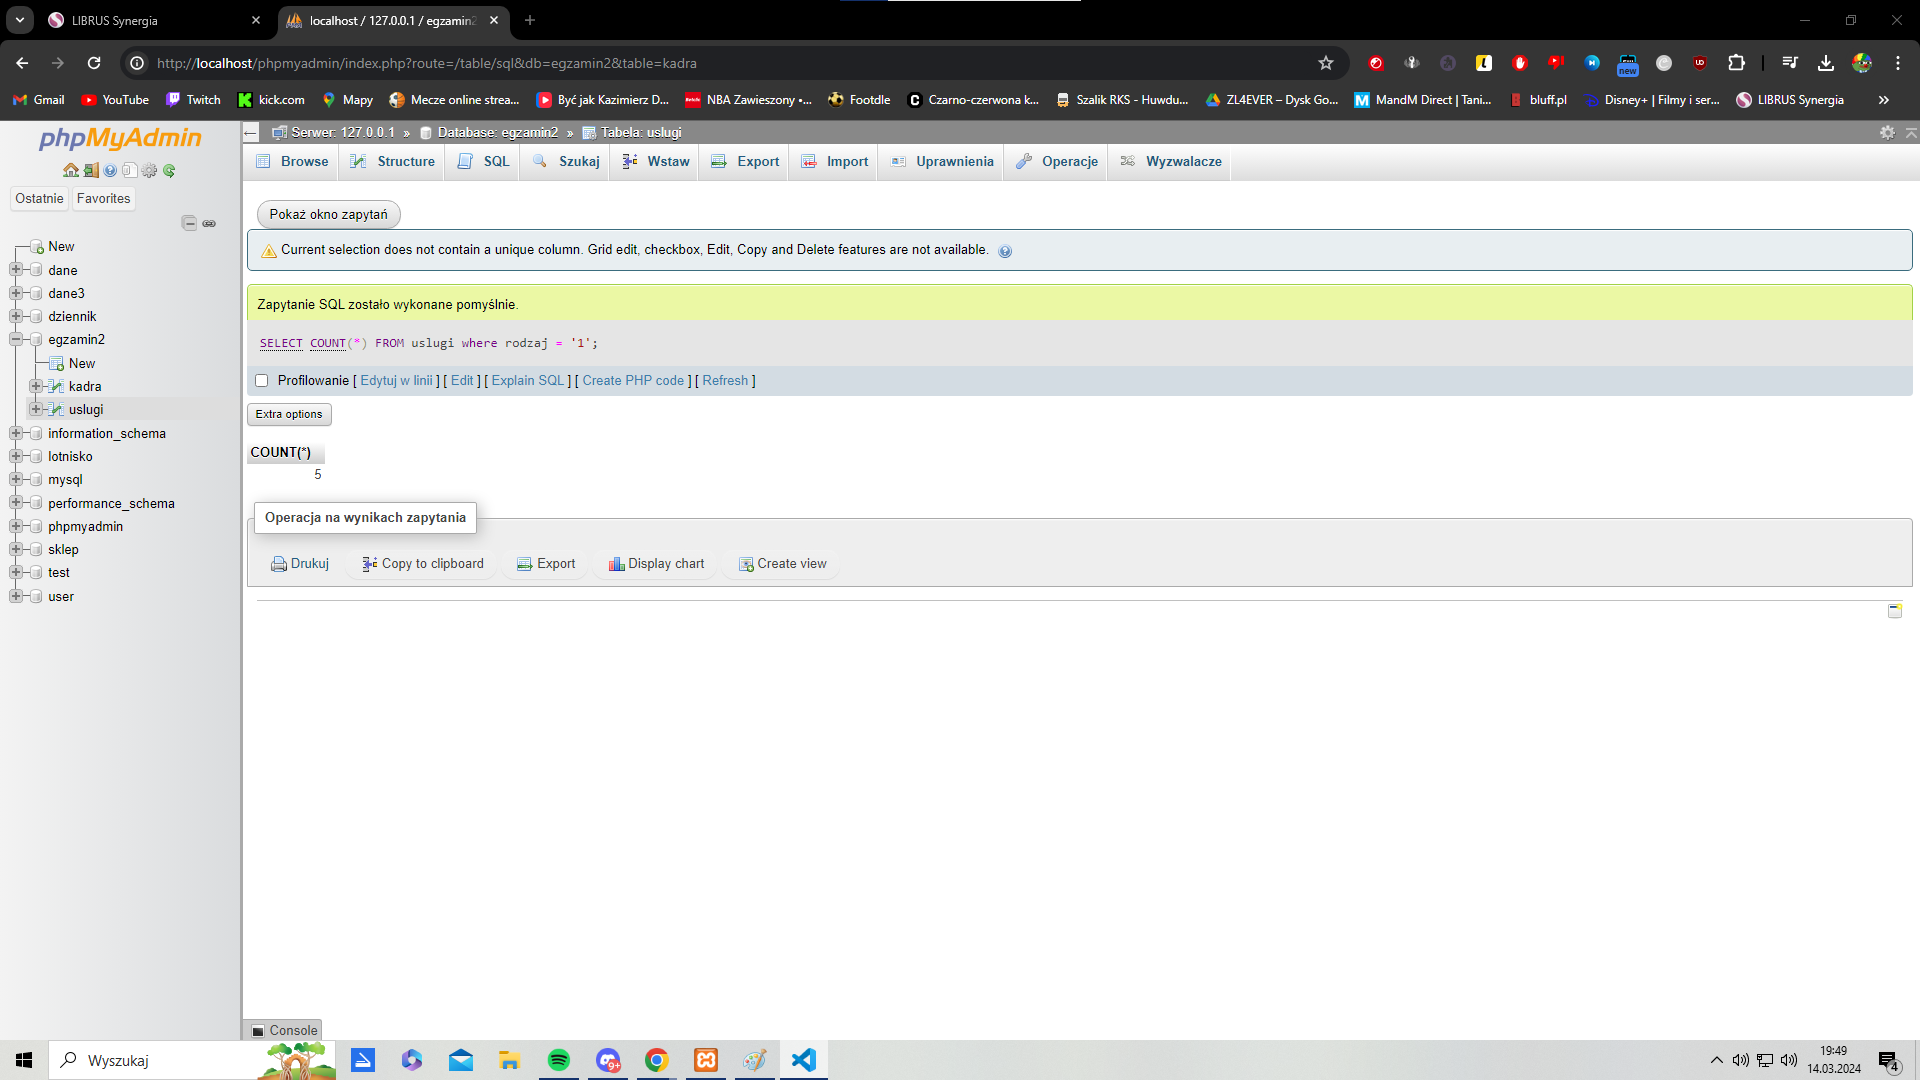 LIBRUS Synergia
localhost / 127.0.0.1 / egzamin2
http://localhost/phpmyadmin/index.php?route=/table/sql&db=egzamin2&table=kadra
new
Gmail YouTube Twitch kick.com Mapy Mecze online strea... Być jak Kazimierz D... NBA Zawieszony •... Footdle Czarno-czerwona k... Szalik RKS - Huwdu... ZL4EVER – Dysk Go... MandM Direct | Tani... bluff.pl Disney+ | Filmy i ser... LIBRUS Synergia »
phpMyAdmin
Ostatnie Favorites
New
dane
dane3
dziennik
egzamin2
New
kadra
uslugi
information_schema
lotnisko
mysql
performance_schema
phpmyadmin
sklep
test
user
Serwer: 127.0.0.1 » Database: egzamin2 » Tabela: uslugi
Browse Structure SQL Szukaj Wstaw Export Import Uprawnienia Operacje Wyzwalacze
Pokaż okno zapytań
Current selection does not contain a unique column. Grid edit, checkbox, Edit, Copy and Delete features are not available.
Zapytanie SQL zostało wykonane pomyślnie.
SELECT COUNT(*) FROM uslugi where rodzaj = '1';
Profilowanie [ Edytuj w linii ] [ Edit ] [ Explain SQL ] [ Create PHP code ] [ Refresh ]
Extra options
COUNT(*)
5
Operacja na wynikach zapytania
Drukuj Copy to clipboard Export Display chart Create view
Console
Wyszukaj
9+
19:49
14.03.2024
4